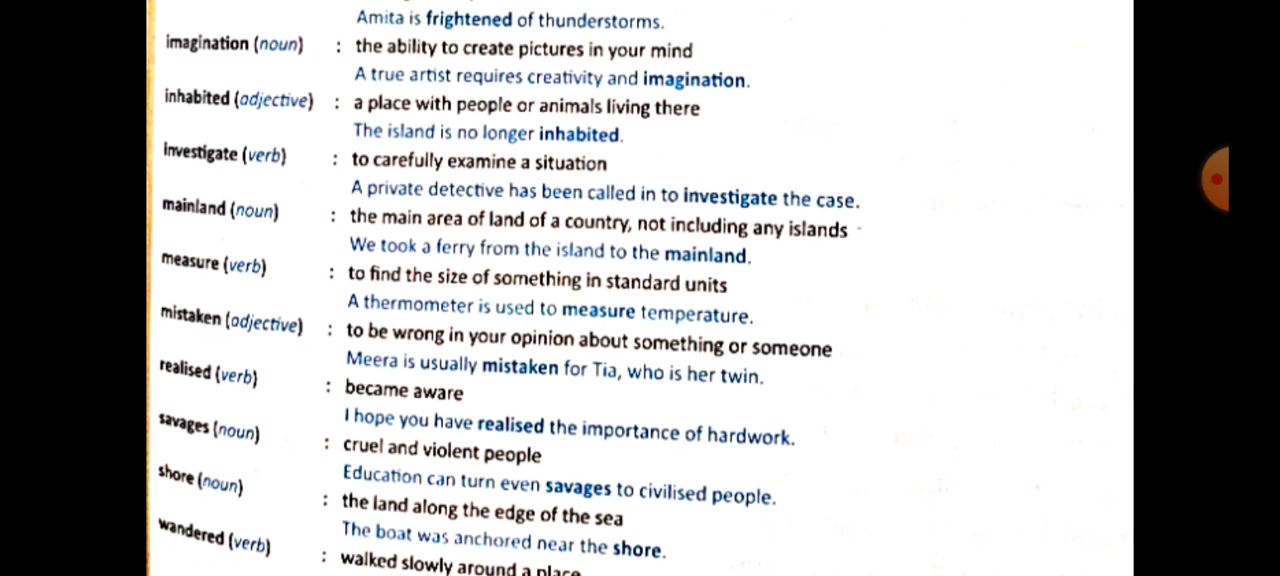 Amita is frightened of thunderstorms.
imagination (noun) : the ability to create pictures in your mind
A true artist requires creativity and imagination.
inhabited (adjective) : a place with people or animals living there
The island is no longer inhabited.
investigate (verb) : to carefully examine a situation
A private detective has been called in to investigate the case.
mainland (noun) : the main area of land of a country, not including any islands
We took a ferry from the island to the mainland.
measure (verb) : to find the size of something in standard units
A thermometer is used to measure temperature.
mistaken (adjective) : to be wrong in your opinion about something or someone
Meera is usually mistaken for Tia, who is her twin.
realised (verb) : became aware
I hope you have realised the importance of hardwork.
savages (noun) : cruel and violent people
Education can turn even savages to civilised people.
shore (noun) : the land along the edge of the sea
The boat was anchored near the shore.
wandered (verb) : walked slowly around a place